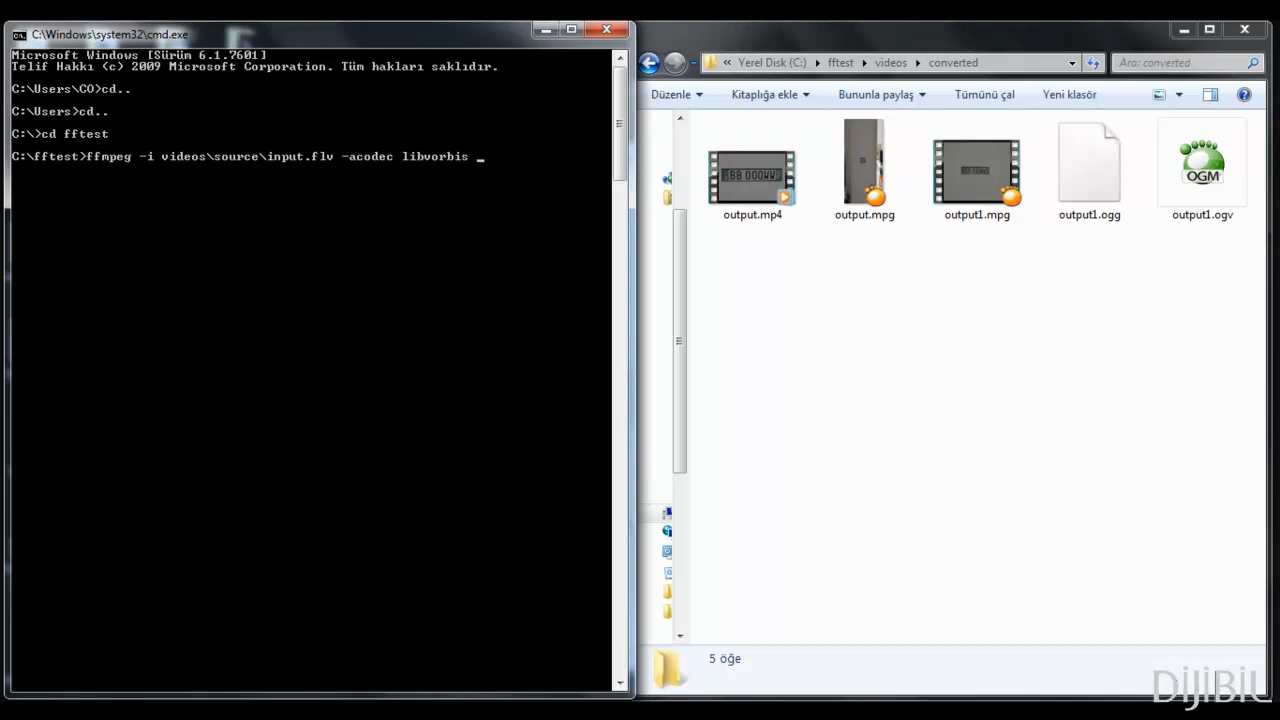 C:\Windows\system32\cmd.exe
Microsoft Windows [Sürüm 6.1.7601]
Telif Hakkı (c) 2009 Microsoft Corporation. Tüm hakları saklıdır.
C:\Users\CO>cd..
C:\Users>cd..
C:\>cd fftest
C:\fftest>ffmpeg -i videos\source\input.flv -acodec libvorbis _
« Yerel Disk (C:) fftest videos converted
Ara: converted
Düzenle Kitaplığa ekle Bununla paylaş Tümünü çal Yeni klasör
OGM
output.mp4 output.mpg output1.mpg output1.ogg output1.ogv
5 öğe
DijiBil